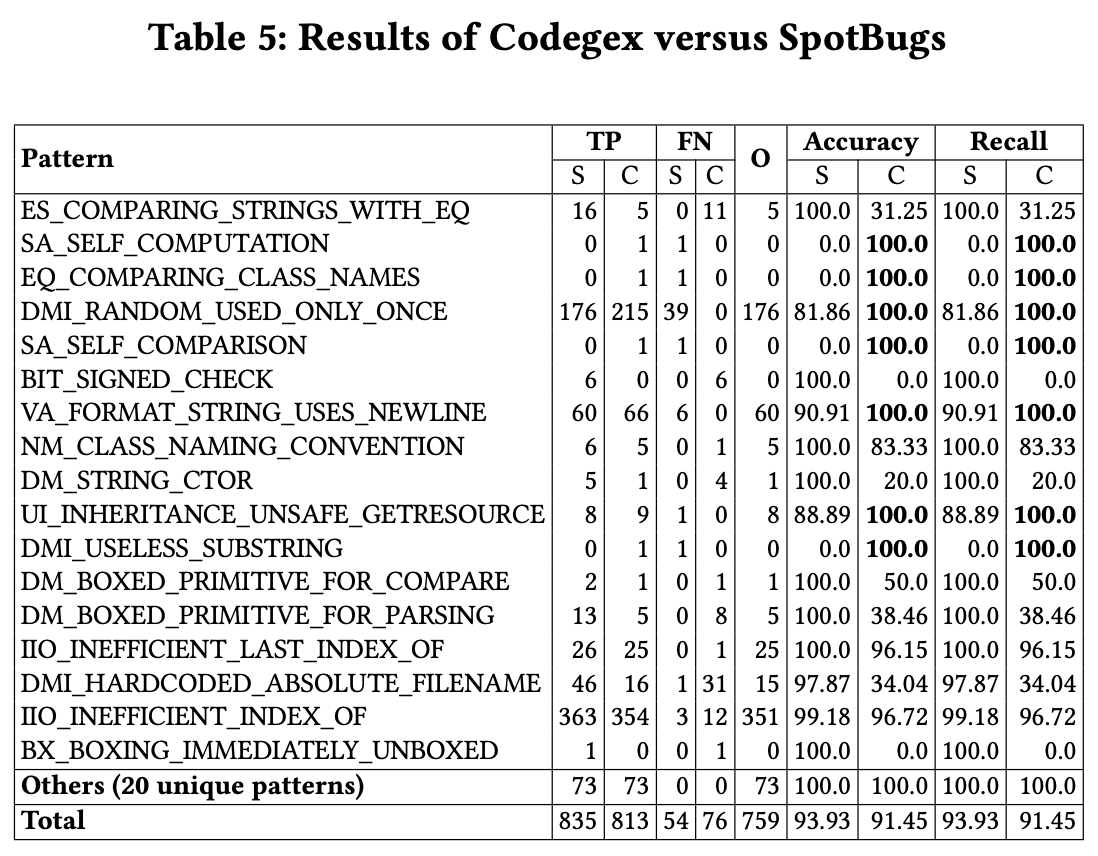 Table 5: Results of Codegex versus SpotBugs
Pattern TP FN O Accuracy Recall
S C S C S C S C
ES_COMPARING_STRINGS_WITH_EQ 16 5 0 11 5 100.0 31.25 100.0 31.25
SA_SELF_COMPUTATION 0 1 1 0 0 0.0 100.0 0.0 100.0
EQ_COMPARING_CLASS_NAMES 0 1 1 0 0 0.0 100.0 0.0 100.0
DMI_RANDOM_USED_ONLY_ONCE 176 215 39 0 176 81.86 100.0 81.86 100.0
SA_SELF_COMPARISON 0 1 1 0 0 0.0 100.0 0.0 100.0
BIT_SIGNED_CHECK 6 0 0 6 0 100.0 0.0 100.0 0.0
VA_FORMAT_STRING_USES_NEWLINE 60 66 6 0 60 90.91 100.0 90.91 100.0
NM_CLASS_NAMING_CONVENTION 6 5 0 1 5 100.0 83.33 100.0 83.33
DM_STRING_CTOR 5 1 0 4 1 100.0 20.0 100.0 20.0
UI_INHERITANCE_UNSAFE_GETRESOURCE 8 9 1 0 8 88.89 100.0 88.89 100.0
DMI_USELESS_SUBSTRING 0 1 1 0 0 0.0 100.0 0.0 100.0
DM_BOXED_PRIMITIVE_FOR_COMPARE 2 1 0 1 1 100.0 50.0 100.0 50.0
DM_BOXED_PRIMITIVE_FOR_PARSING 13 5 0 8 5 100.0 38.46 100.0 38.46
IIO_INEFFICIENT_LAST_INDEX_OF 26 25 0 1 25 100.0 96.15 100.0 96.15
DMI_HARDCODED_ABSOLUTE_FILENAME 46 16 1 31 15 97.87 34.04 97.87 34.04
IIO_INEFFICIENT_INDEX_OF 363 354 3 12 351 99.18 96.72 99.18 96.72
BX_BOXING_IMMEDIATELY_UNBOXED 1 0 0 1 0 100.0 0.0 100.0 0.0
Others (20 unique patterns) 73 73 0 0 73 100.0 100.0 100.0 100.0
Total 835 813 54 76 759 93.93 91.45 93.93 91.45